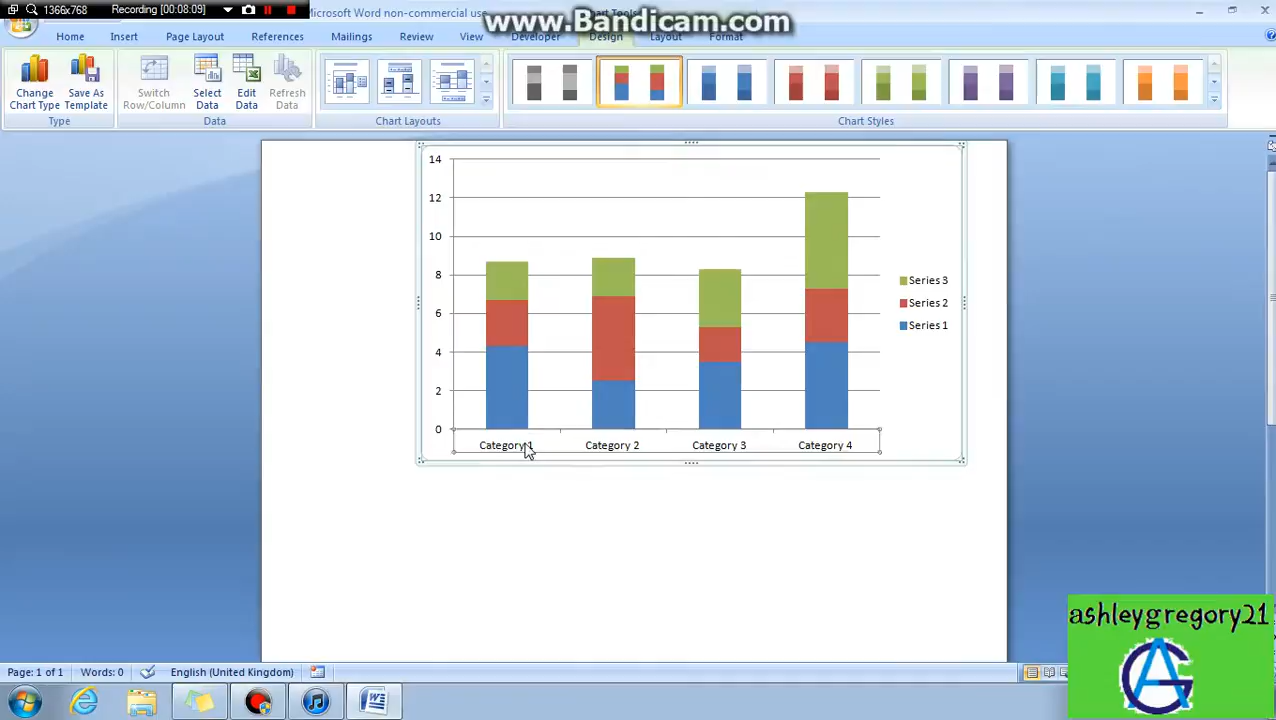 1366x768 Recording [00:08:09]
Microsoft Word non-commercial use
www.Bandicam.com
Home Insert Page Layout References Mailings Review View Developer Design Layout Format
Change Chart Type
Save As Template
Switch Row/Column
Select Data
Edit Data
Refresh Data
Type Data Chart Layouts Chart Styles
14
12
10
8
6
4
2
0
Series 3
Series 2
Series 1
Category 1 Category 2 Category 3 Category 4
ashleygregory21
AG
Page: 1 of 1 Words: 0 English (United Kingdom)